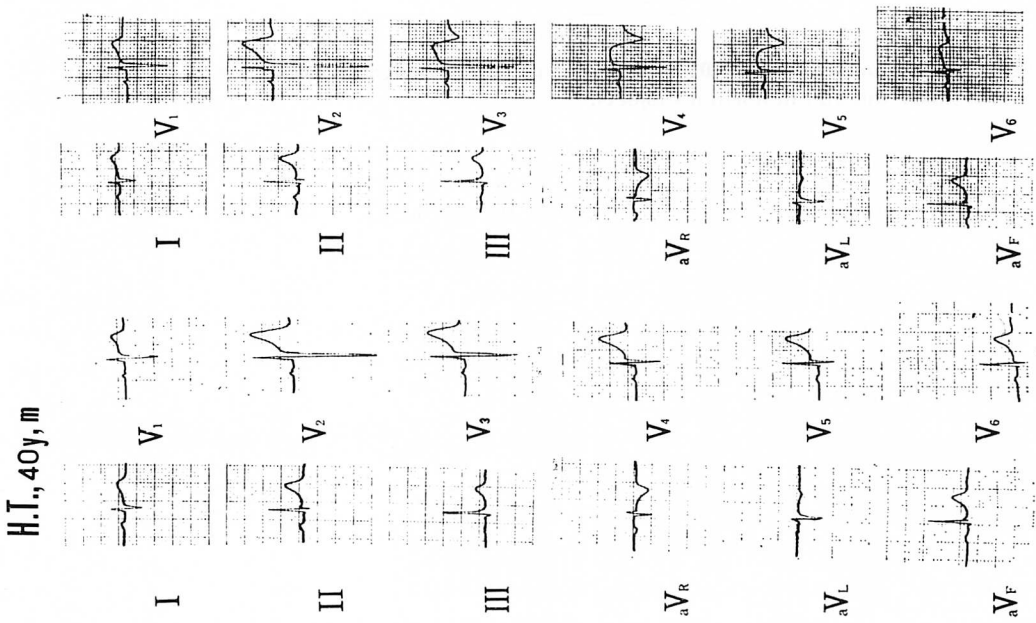 H.T., 40y, m
I V1 I V1
II V2 II V2
III V3 III V3
aVR V4 aVR V4
aVL V5 aVL V5
aVF V6 aVF V6